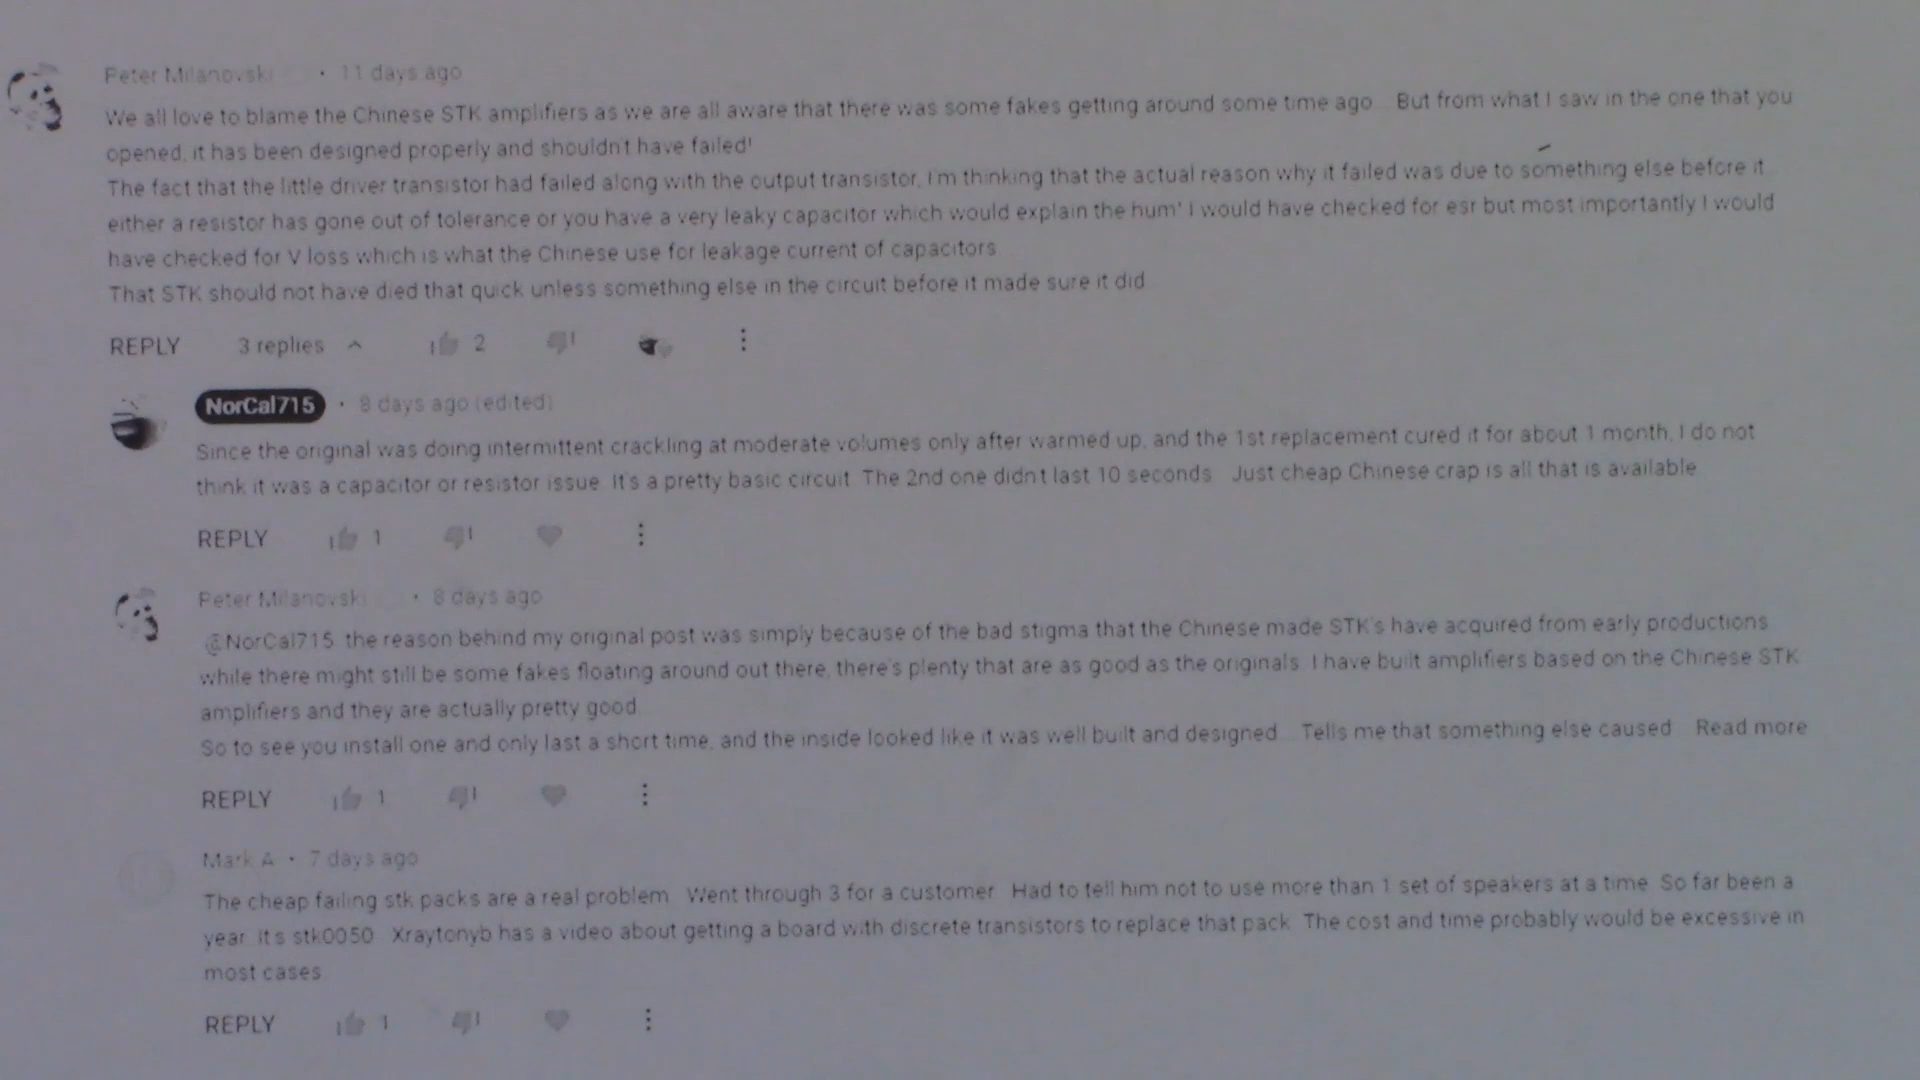 Peter Milanovski • 11 days ago
We all love to blame the Chinese STK amplifiers as we are all aware that there was some fakes getting around some time ago... But from what I saw in the one that you
opened, it has been designed properly and shouldn't have failed!
The fact that the little driver transistor had failed along with the output transistor, I'm thinking that the actual reason why it failed was due to something else before it,
either a resistor has gone out of tolerance or you have a very leaky capacitor which would explain the hum! I would have checked for esr but most importantly I would
have checked for V loss which is what the Chinese use for leakage current of capacitors...
That STK should not have died that quick unless something else in the circuit before it made sure it did.
REPLY 3 replies 2
NorCal715 • 8 days ago (edited)
Since the original was doing intermittent crackling at moderate volumes only after warmed up, and the 1st replacement cured it for about 1 month, I do not
think it was a capacitor or resistor issue. It's a pretty basic circuit. The 2nd one didn't last 10 seconds. Just cheap Chinese crap is all that is available.
REPLY 1
Peter Milanovski • 8 days ago
@NorCal715 the reason behind my original post was simply because of the bad stigma that the Chinese made STK's have acquired from early productions
while there might still be some fakes floating around out there, there's plenty that are as good as the originals. I have built amplifiers based on the Chinese STK
amplifiers and they are actually pretty good.
So to see you install one and only last a short time, and the inside looked like it was well built and designed... Tells me that something else caused... Read more
REPLY 1
Mark A • 7 days ago
The cheap failing stk packs are a real problem. Went through 3 for a customer. Had to tell him not to use more than 1 set of speakers at a time. So far been a
year. It's stk0050. Xraytonyb has a video about getting a board with discrete transistors to replace that pack. The cost and time probably would be excessive in
most cases.
REPLY 1